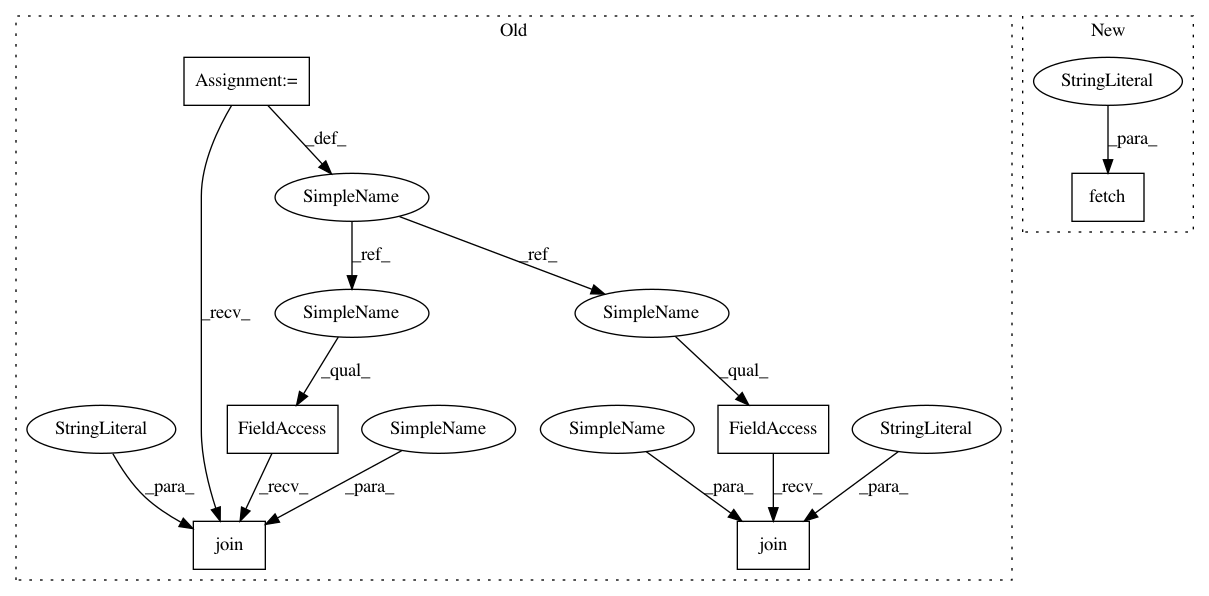 Old
New
Assignment:=
StringLiteral
_def_
_para_
SimpleName
fetch
_ref_
_ref_
_recv_
SimpleName
SimpleName
_qual_
_qual_
StringLiteral
FieldAccess
SimpleName
SimpleName
FieldAccess
StringLiteral
_para_
_recv_
_para_
_para_
_recv_
_para_
join
join